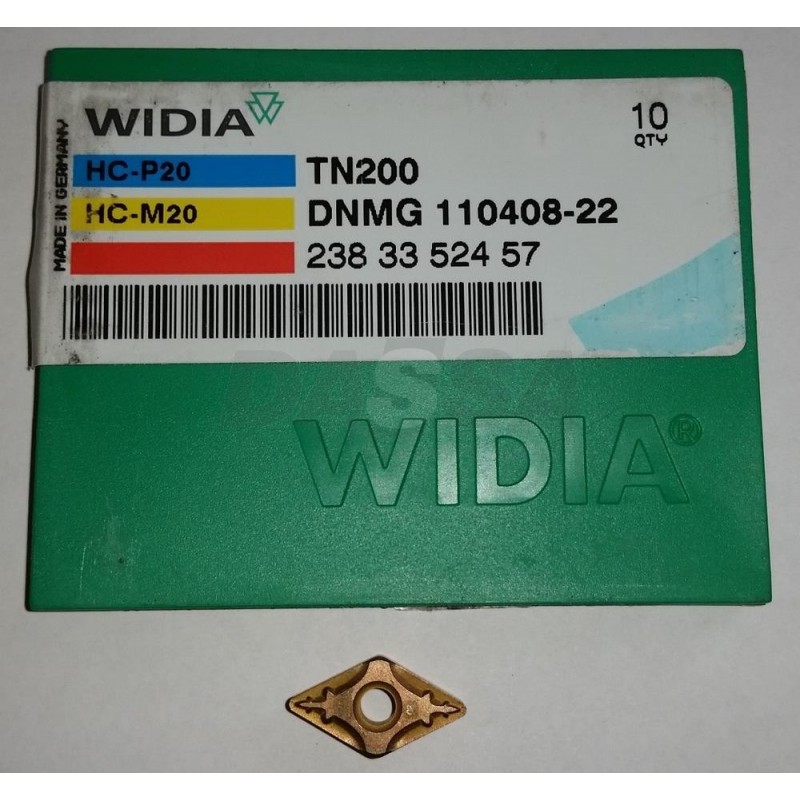 WIDIA
10
QTY
MADE IN GERMANY
HC-P20
TN200
HC-M20
DNMG 110408-22
238 33 524 57
WIDIA®
8